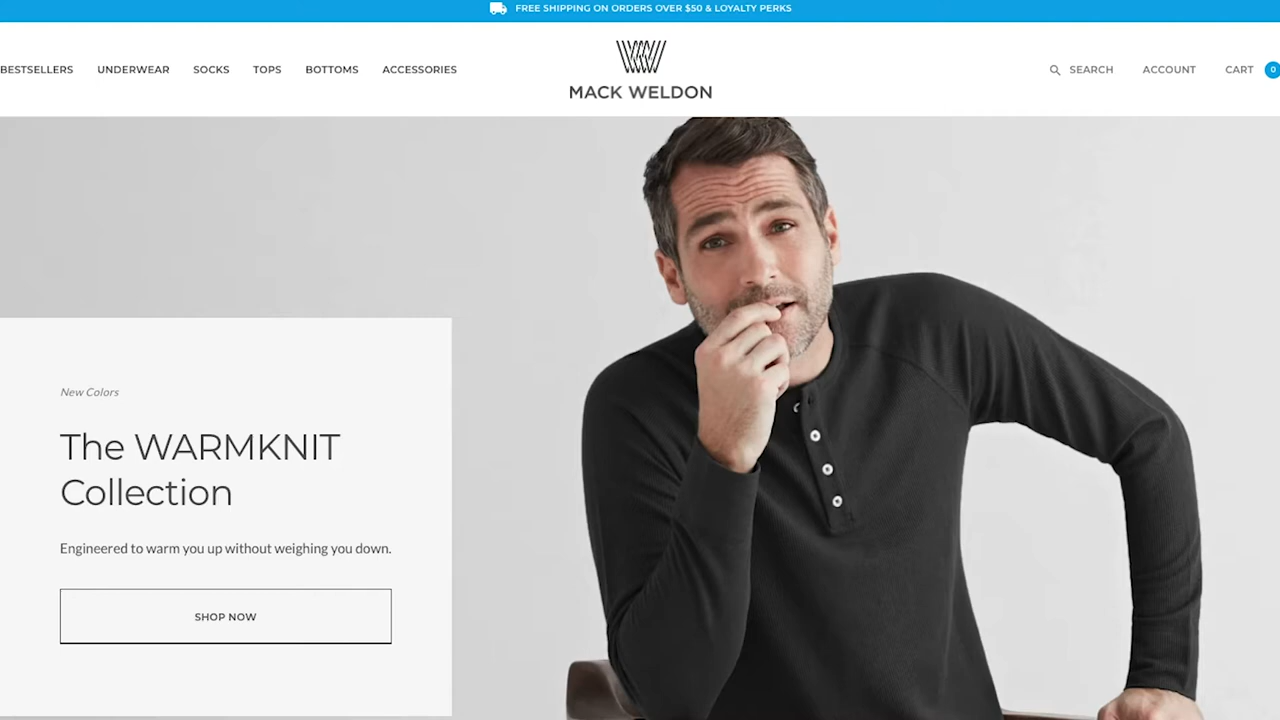 FREE SHIPPING ON ORDERS OVER $50 & LOYALTY PERKS
BESTSELLERS UNDERWEAR SOCKS TOPS BOTTOMS ACCESSORIES
MACK WELDON
SEARCH ACCOUNT CART 0
New Colors
The WARMKNIT
Collection
Engineered to warm you up without weighing you down.
SHOP NOW